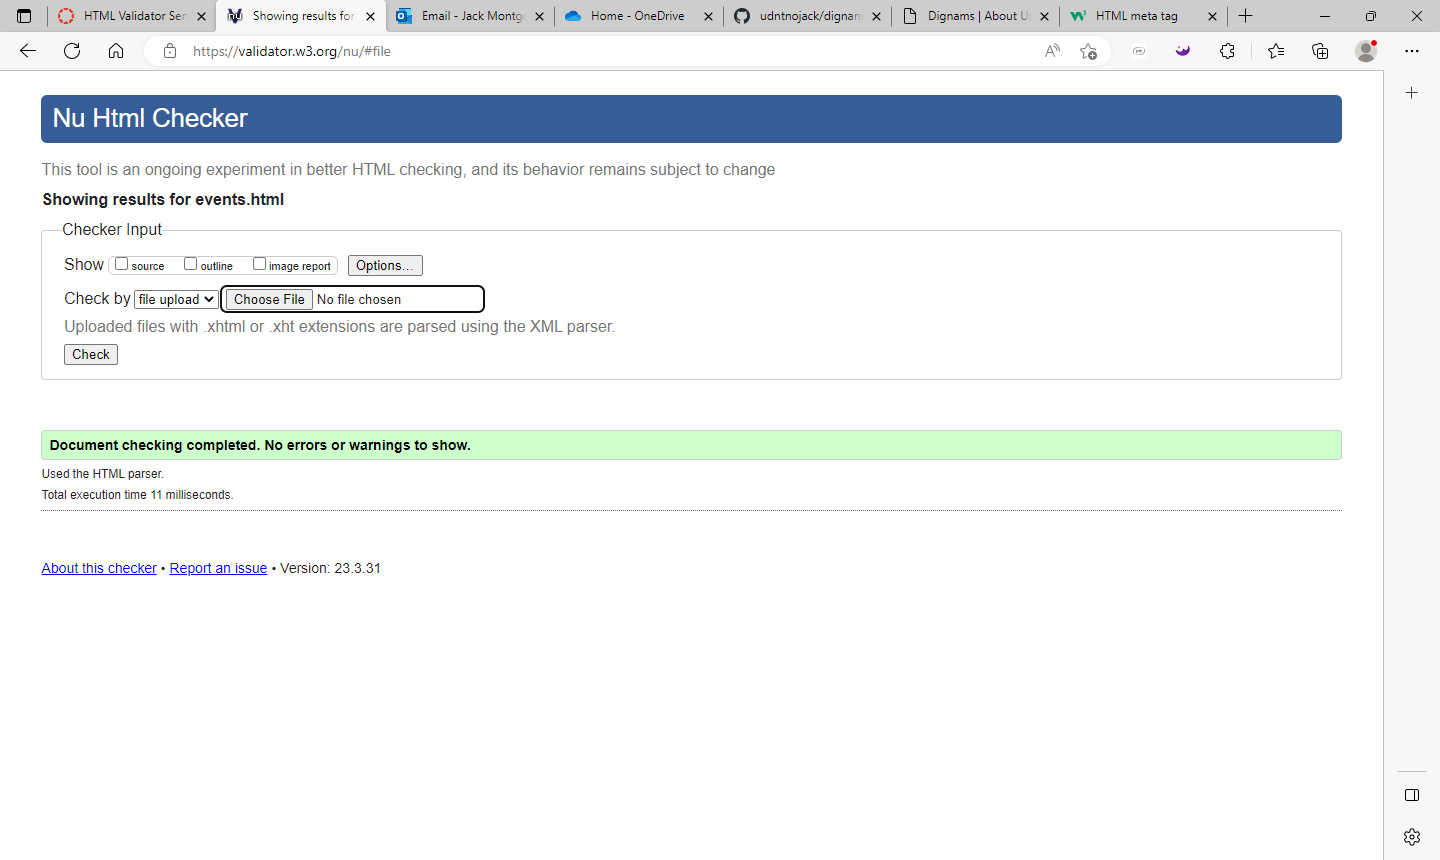 HTML Validator Ser
Showing results for
Email - Jack Montg
Home - OneDrive
udntnojack/dignan
Dignams | About U
HTML meta tag
https://validator.w3.org/nu/#file
Nu Html Checker
This tool is an ongoing experiment in better HTML checking, and its behavior remains subject to change
Showing results for events.html
Checker Input
Show source outline image report Options...
Check by file upload Choose File No file chosen
Uploaded files with .xhtml or .xht extensions are parsed using the XML parser.
Check
Document checking completed. No errors or warnings to show.
Used the HTML parser.
Total execution time 11 milliseconds.
About this checker • Report an issue • Version: 23.3.31